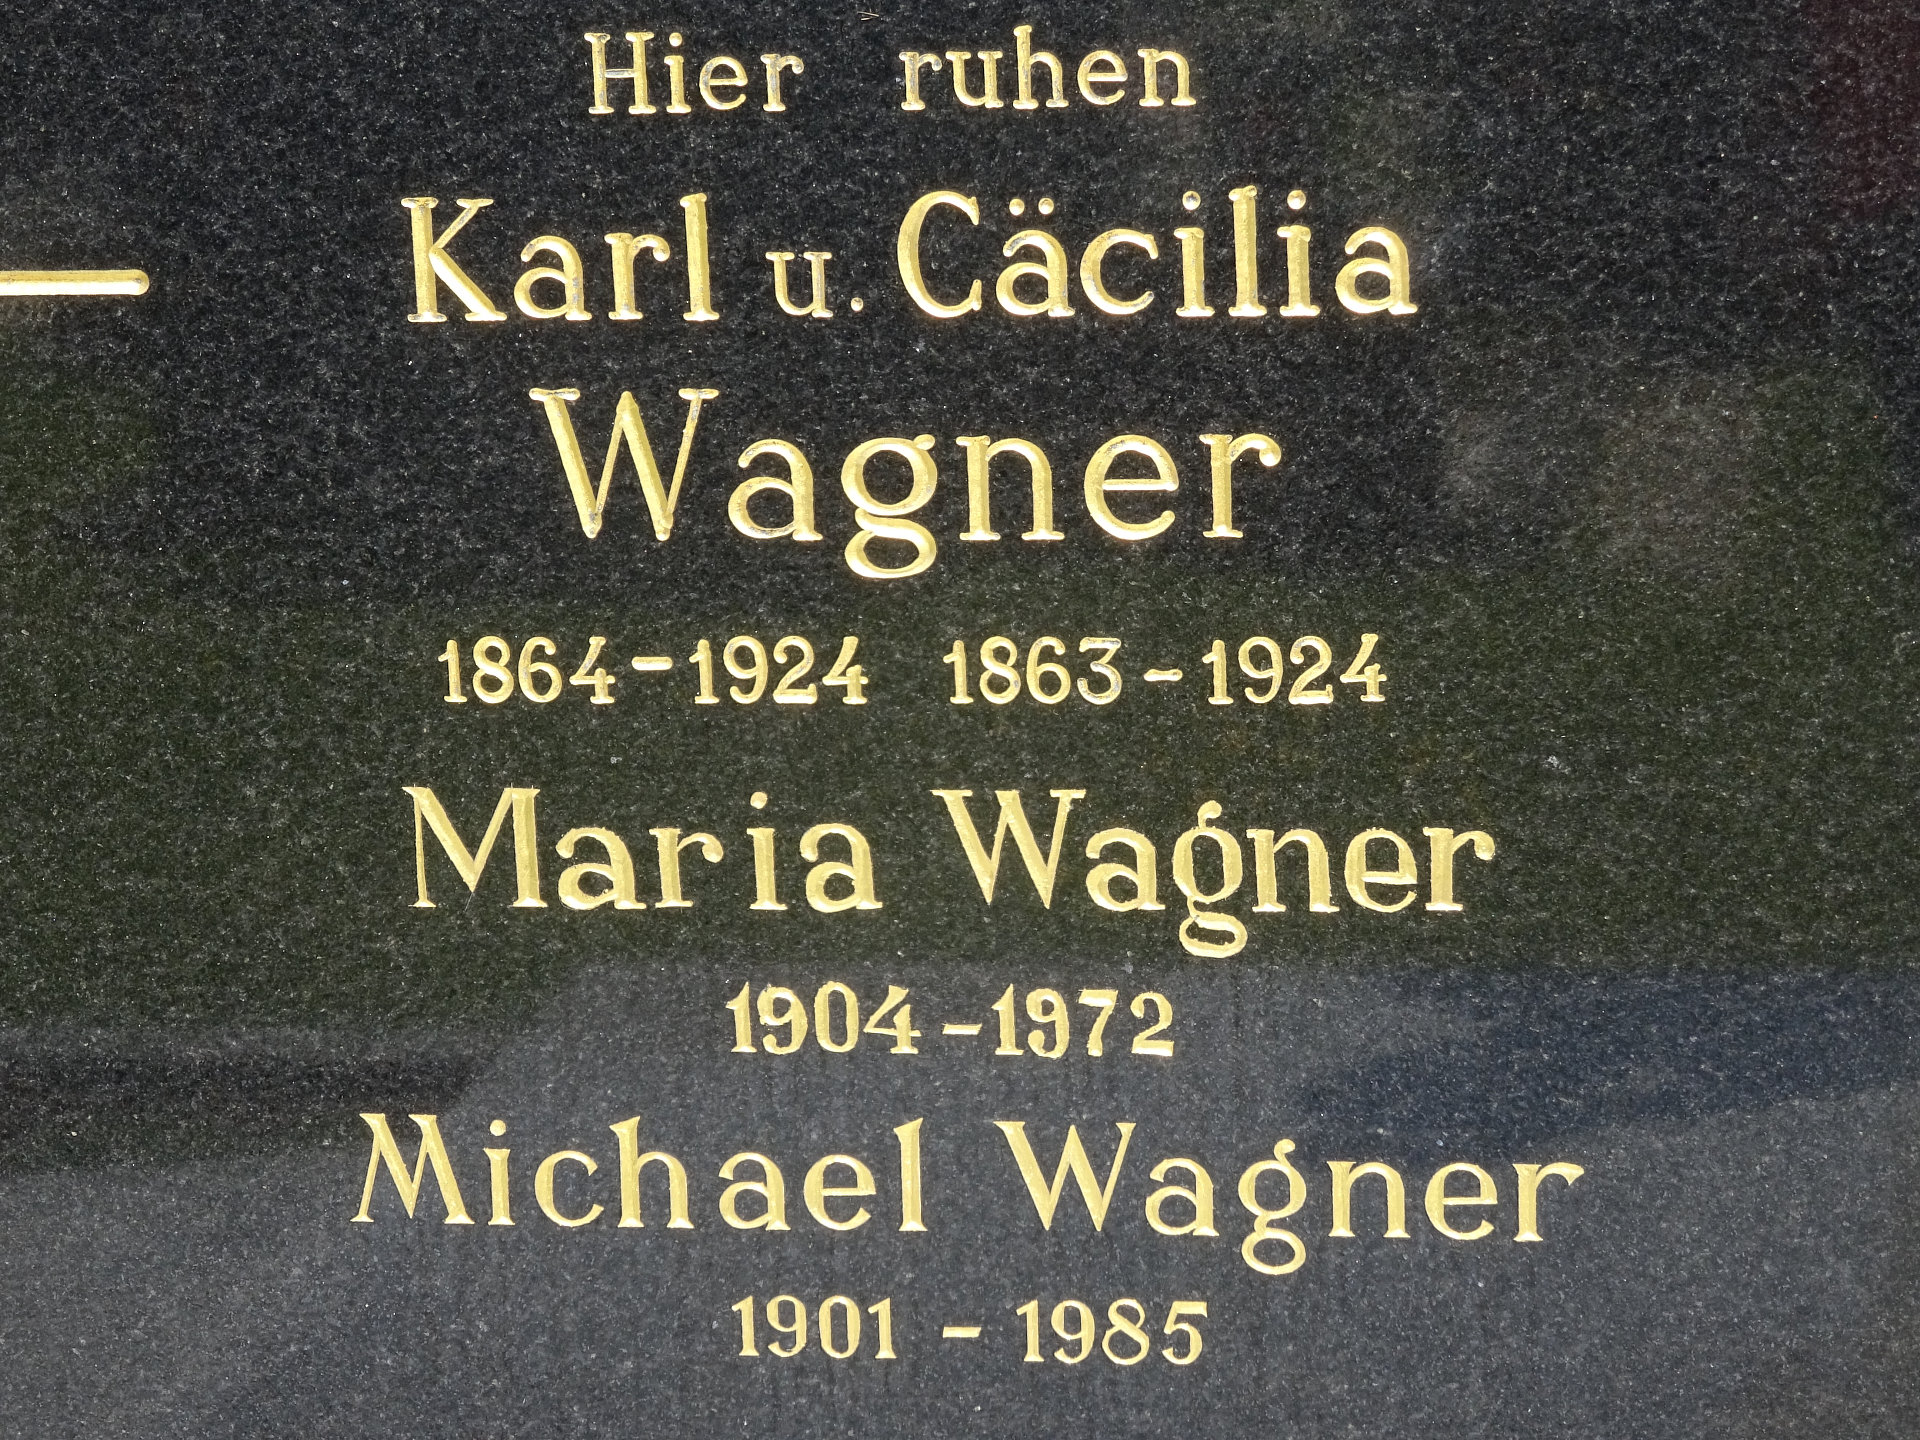 Hier ruhen
Karl u. Cäcilia
Wagner
1864-1924 1863-1924
Maria Wagner
1904-1972
Michael Wagner
1901-1985